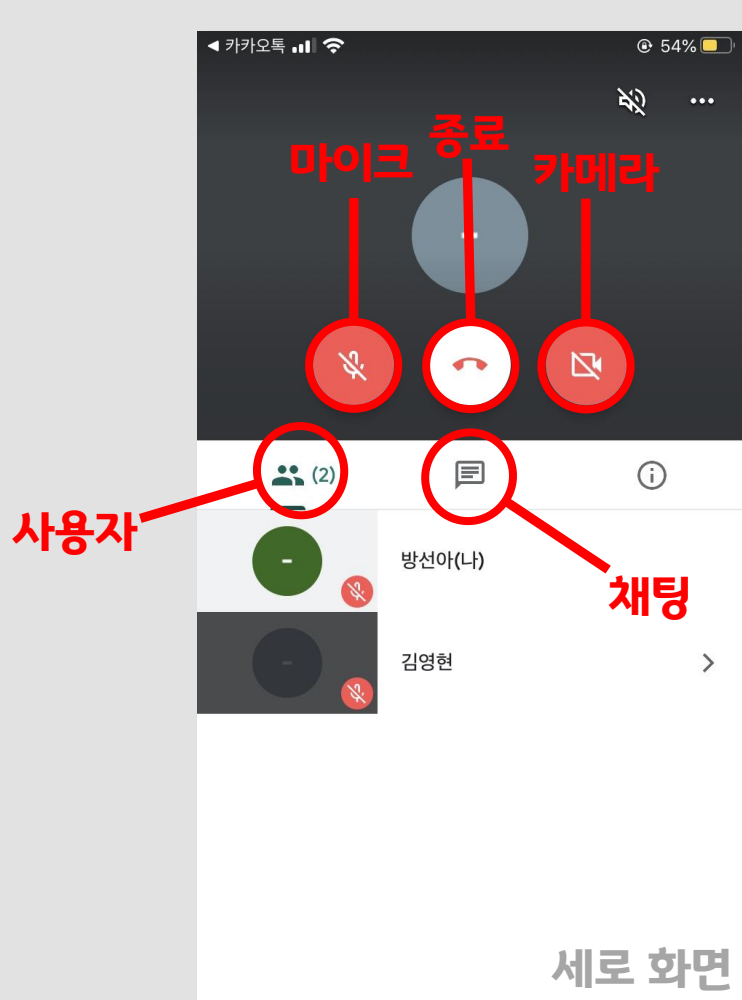 카카오톡
54%
종료
마이크
카메라
(2)
사용자
방선아(나)
채팅
김영현
세로 화면